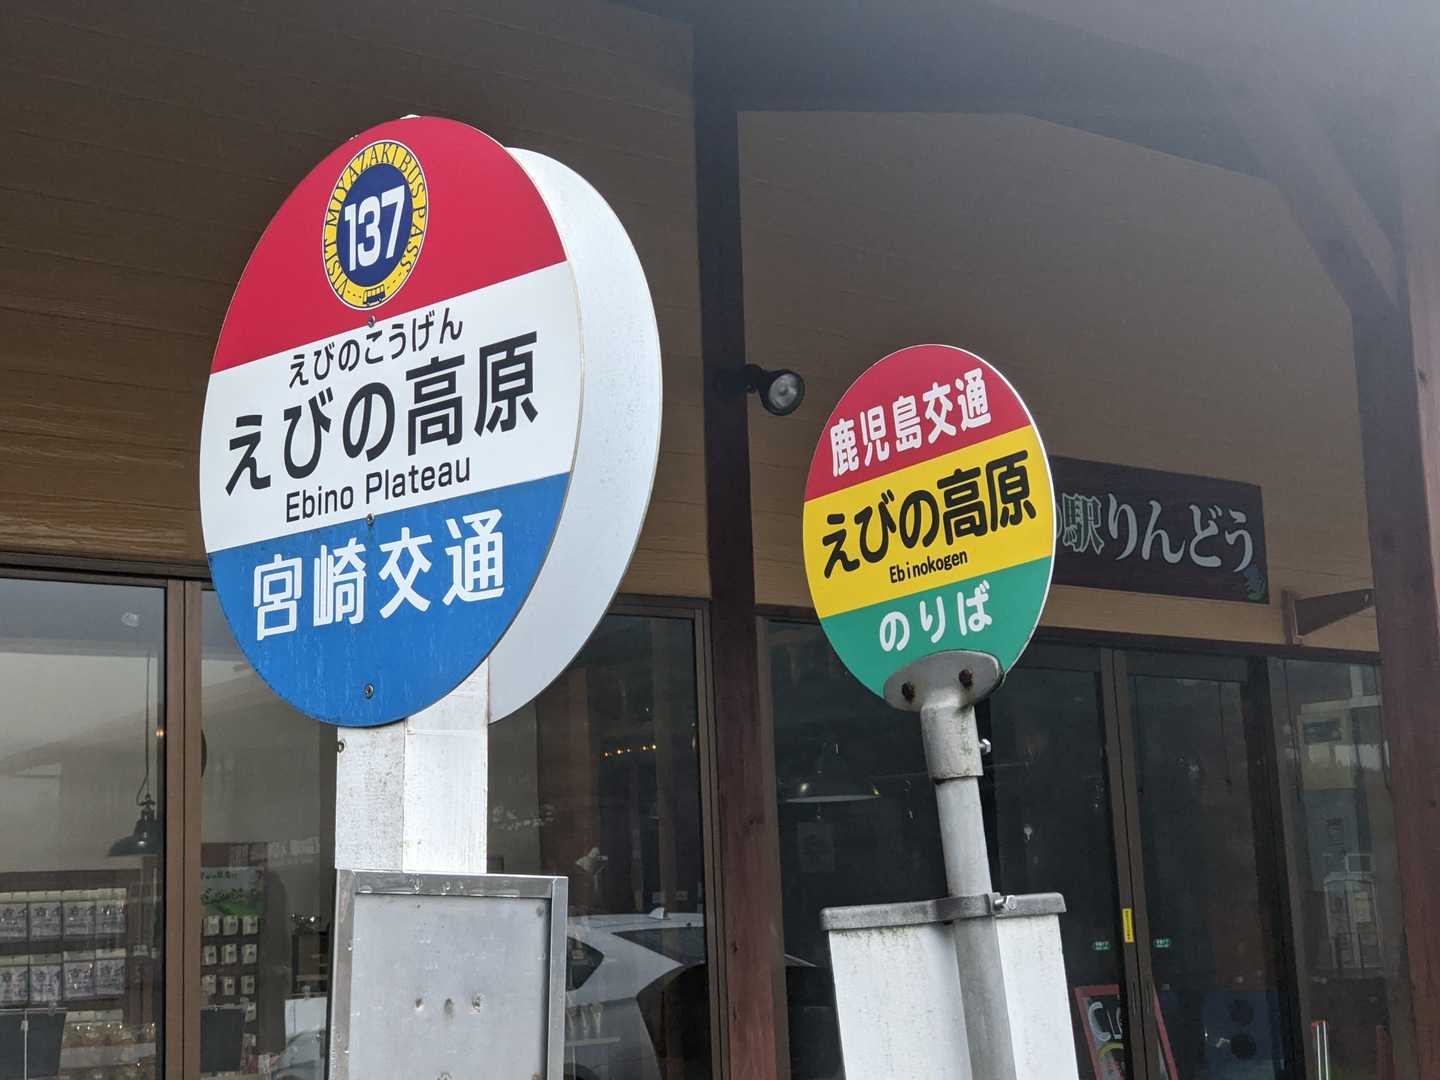 VISIT MIYAZAKI BUS PASS
137
えびのこうげん
えびの高原
Ebino Plateau
宮崎交通
鹿児島交通
えびの高原
Ebinokogen
のりば
の駅りんどう